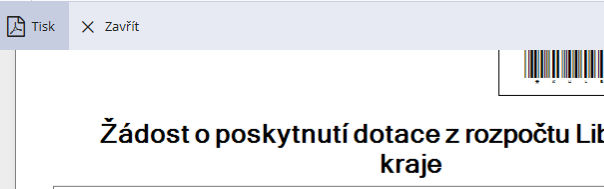 Tisk Zavřít
Žádost o poskytnutí dotace z rozpočtu Lib
kraje